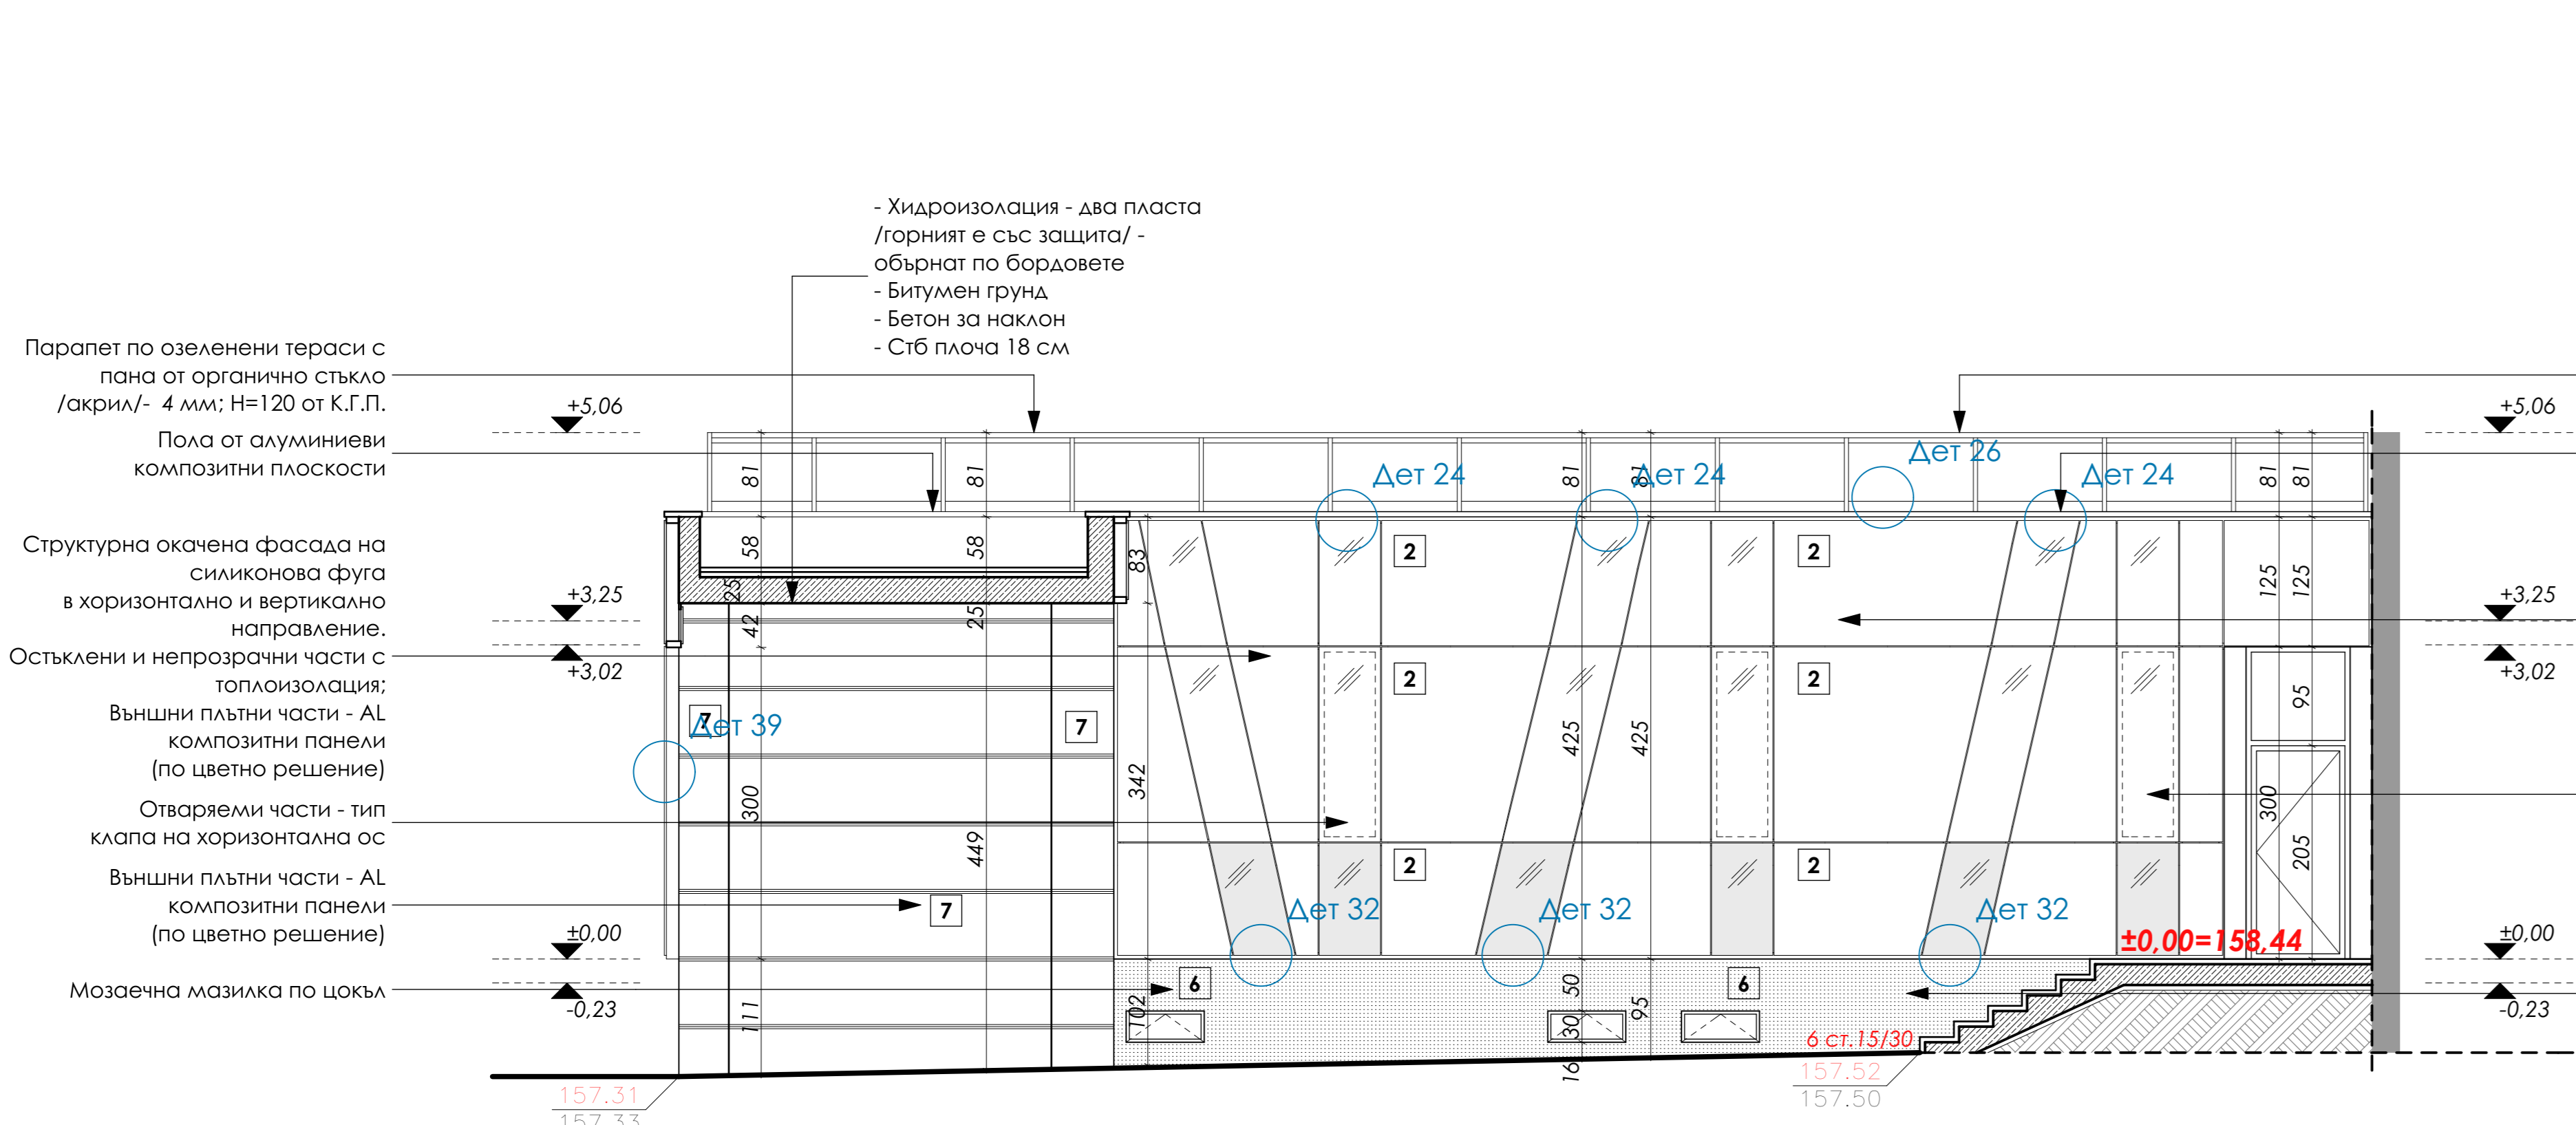 - Хидроизолация - два пласта
/горният е със защита/ -
обърнат по бордовете
- Битумен грунд
- Бетон за наклон
- Стб плоча 18 см
Парапет по озеленени тераси с
пана от органично стъкло
/акрил/- 4 мм; H=120 от К.Г.П.
Пола от алуминиеви
композитни плоскости
Структурна окачена фасада на
силиконова фуга
в хоризонтално и вертикално
направление.
Остъклени и непрозрачни части с
топлоизолация;
Външни плътни части - AL
композитни панели
(по цветно решение)
Отваряеми части - тип
клапа на хоризонтална ос
Външни плътни части - AL
композитни панели
(по цветно решение)
Мозаечна мазилка по цокъл
+5,06
+3,25
+3,02
±0,00
-0,23
81
81
81
81
81
81
58
58
25
42
25
83
300
449
342
111
102
425
425
125
125
95
300
205
50
30
16
95
Дет 24
Дет 24
Дет 26
Дет 24
Дет 39
Дет 32
Дет 32
Дет 32
2
2
2
2
2
2
7
7
7
6
6
±0,00=158,44
6 ст.15/30
157.31
157.33
157.52
157.50
+5,06
+3,25
+3,02
±0,00
-0,23